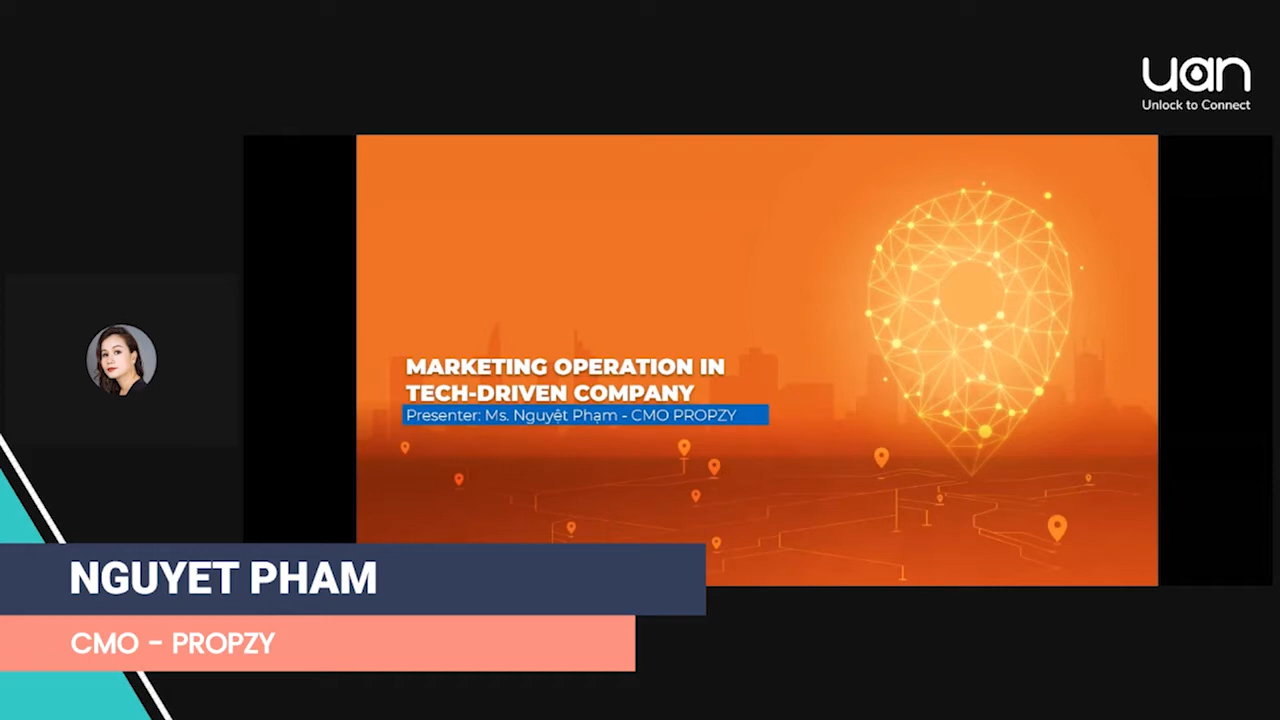 uan
Unlock to Connect
MARKETING OPERATION IN
TECH-DRIVEN COMPANY
Presenter: Ms. Nguyệt Phạm - CMO PROPZY
NGUYET PHAM
CMO - PROPZY